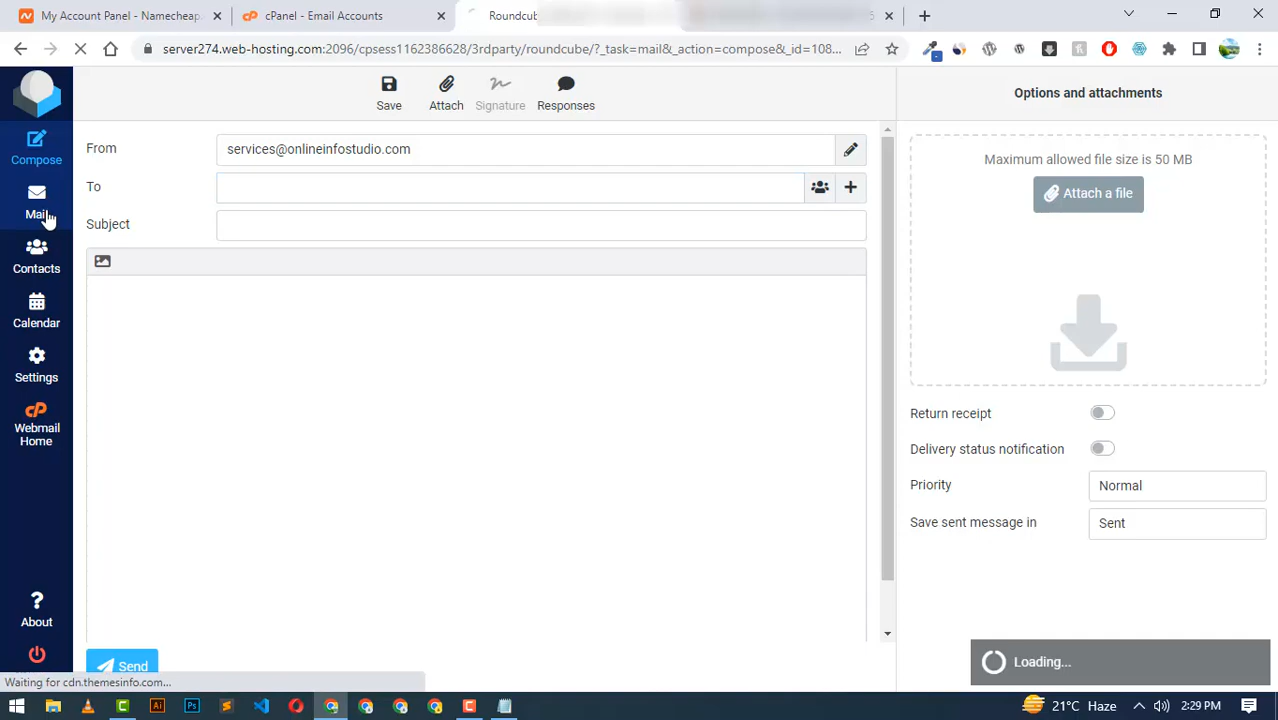 My Account Panel - Namecheap
cPanel - Email Accounts
Roundcub
server274.web-hosting.com:2096/cpsess1162386628/3rdparty/roundcube/?_task=mail&_action=compose&_id=108...
Save
Attach
Signature
Responses
Options and attachments
Compose
Mail
Contacts
Calendar
Settings
Webmail
Home
About
From
services@onlineinfostudio.com
To
Subject
Maximum allowed file size is 50 MB
Attach a file
Return receipt
Delivery status notification
Priority
Normal
Save sent message in
Sent
Loading...
Send
Waiting for cdn.themesinfo.com...
21°C Haze
2:29 PM